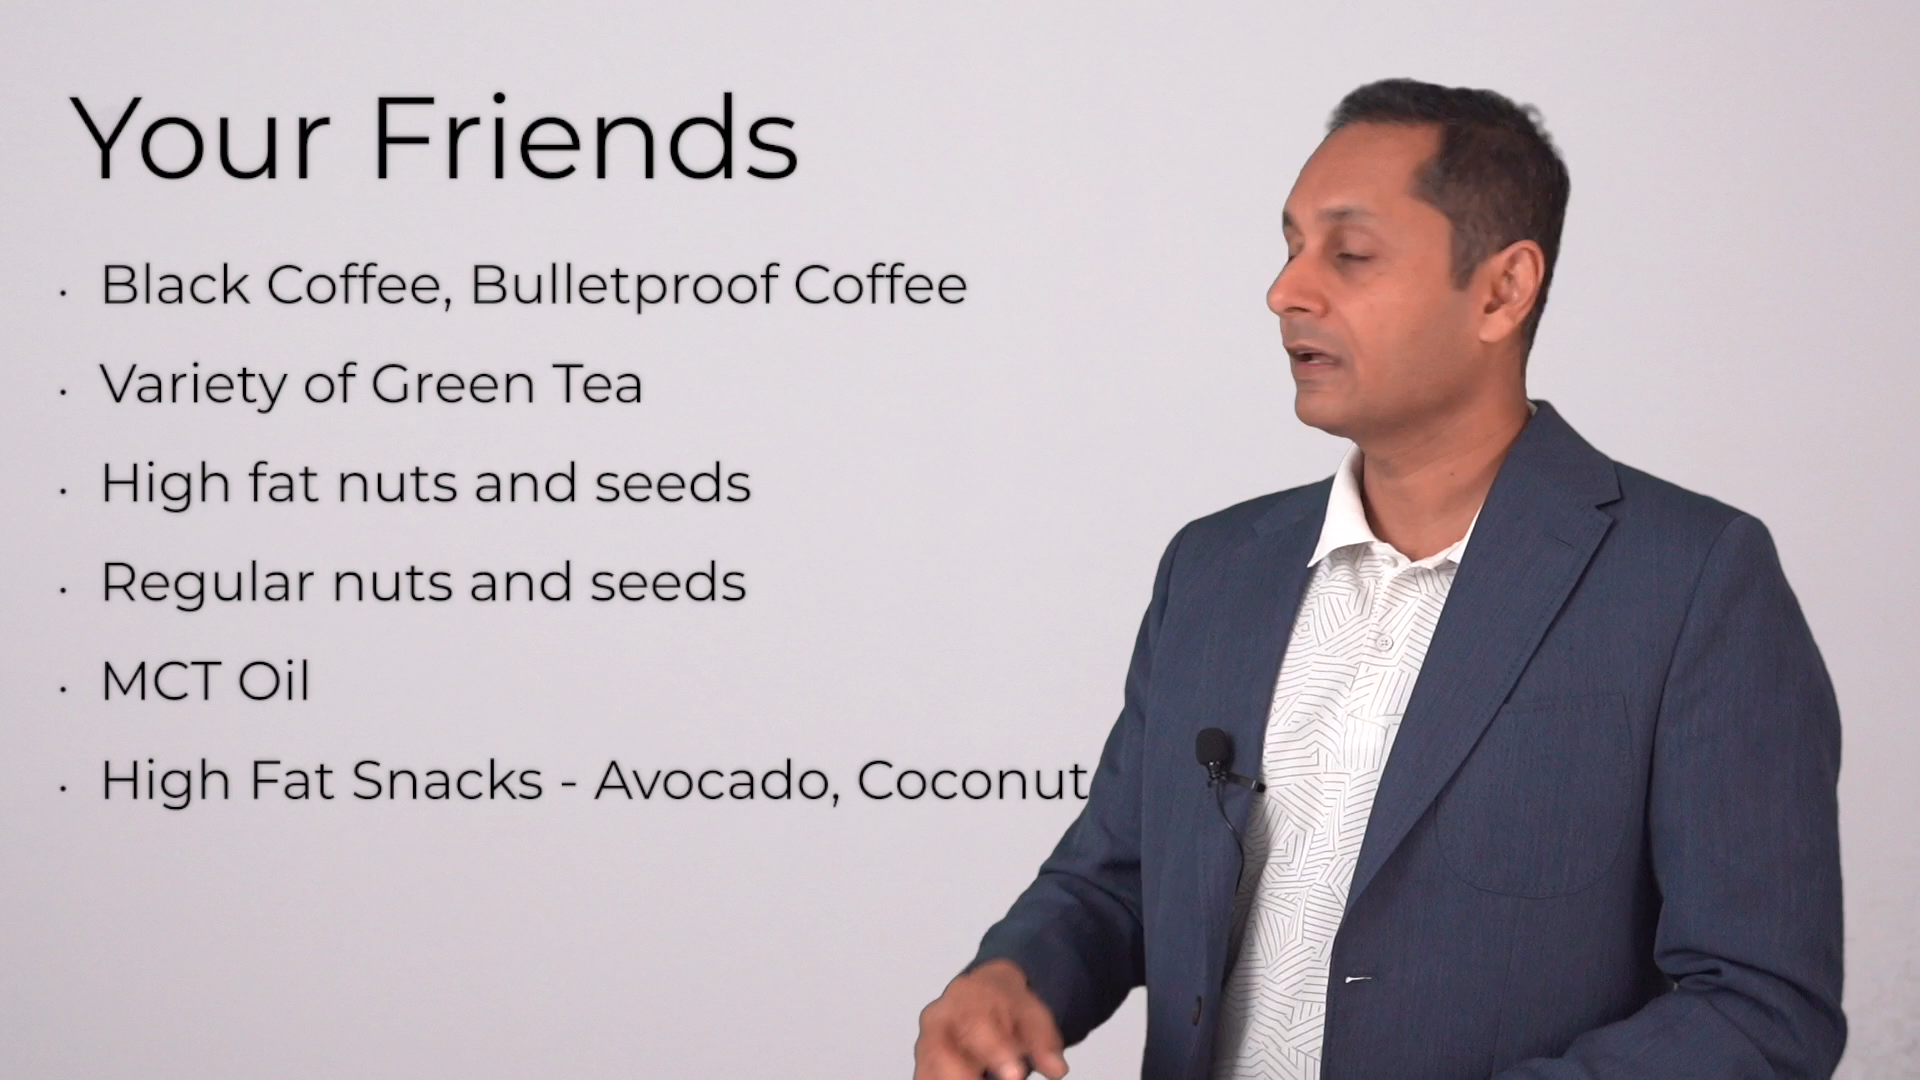 Your Friends
· Black Coffee, Bulletproof Coffee
· Variety of Green Tea
· High fat nuts and seeds
· Regular nuts and seeds
· MCT Oil
· High Fat Snacks - Avocado, Coconut